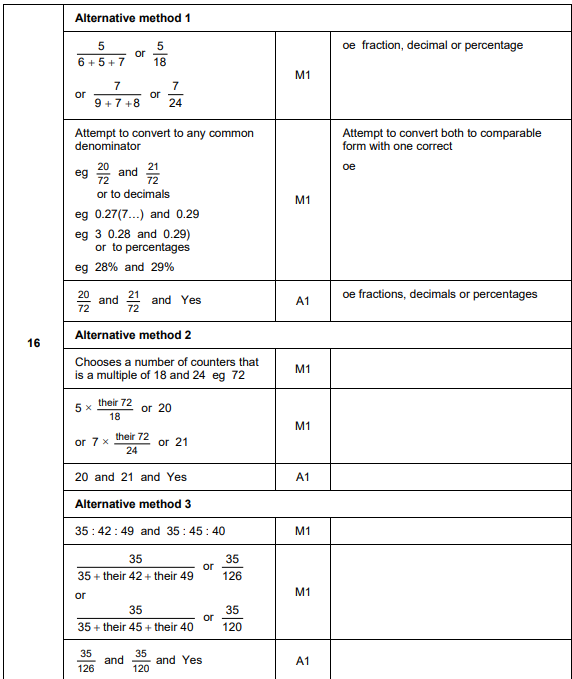 Alternative method 1
5 / 6 + 5 + 7 or 5 / 18
or 7 / 9 + 7 +8 or 7 / 24
M1
oe fraction, decimal or percentage
Attempt to convert to any common
denominator
eg 20 / 72 and 21 / 72
or to decimals
eg 0.27(7…) and 0.29
eg 3 0.28 and 0.29)
or to percentages
eg 28% and 29%
M1
Attempt to convert both to comparable
form with one correct
oe
20 / 72 and 21 / 72 and Yes
A1
oe fractions, decimals or percentages
16
Alternative method 2
Chooses a number of counters that
is a multiple of 18 and 24 eg 72
M1
5 × their 72 / 18 or 20
or 7 × their 72 / 24 or 21
M1
20 and 21 and Yes
A1
Alternative method 3
35 : 42 : 49 and 35 : 45 : 40
M1
35 / 35 + their 42 + their 49 or 35 / 126
or
35 / 35 + their 45 + their 40 or 35 / 120
M1
35 / 126 and 35 / 120 and Yes
A1